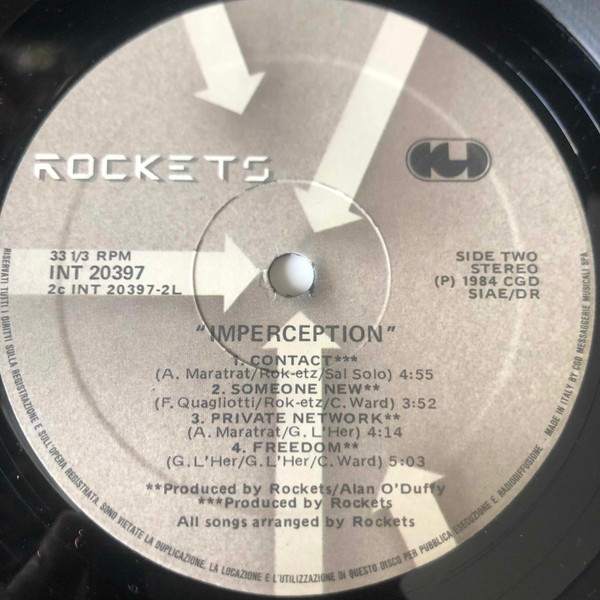 ROCKETS
33 1/3 RPM
INT 20397
2c INT 20397-2L
SIDE TWO
STEREO
(P) 1984 CGD
SIAE/DR
"IMPERCEPTION"
1. CONTACT***
(A. Maratrat/Rok-etz/Sal Solo) 4:55
2. SOMEONE NEW**
(F. Quagliotti/Rok-etz/C. Ward) 3:52
3. PRIVATE NETWORK**
(A. Maratrat/G. L'Her) 4:14
4. FREEDOM**
(G. L'Her/G. L'Her/C. Ward) 5:03
**Produced by Rockets/Alan O'Duffy
***Produced by Rockets
All songs arranged by Rockets
RISERVATI TUTTI I DIRITTI SULLA REGISTRAZIONE E SULL'OPERA REGISTRATA. SONO VIETATE LA DUPLICAZIONE, LA LOCAZIONE E L'UTILIZZAZIONE DI QUESTO DISCO PER PUBBLICA ESECUZIONE E RADIODIFFUSIONE MADE IN ITALY BY CGD MESSAGGERIE MUSICALI SPA